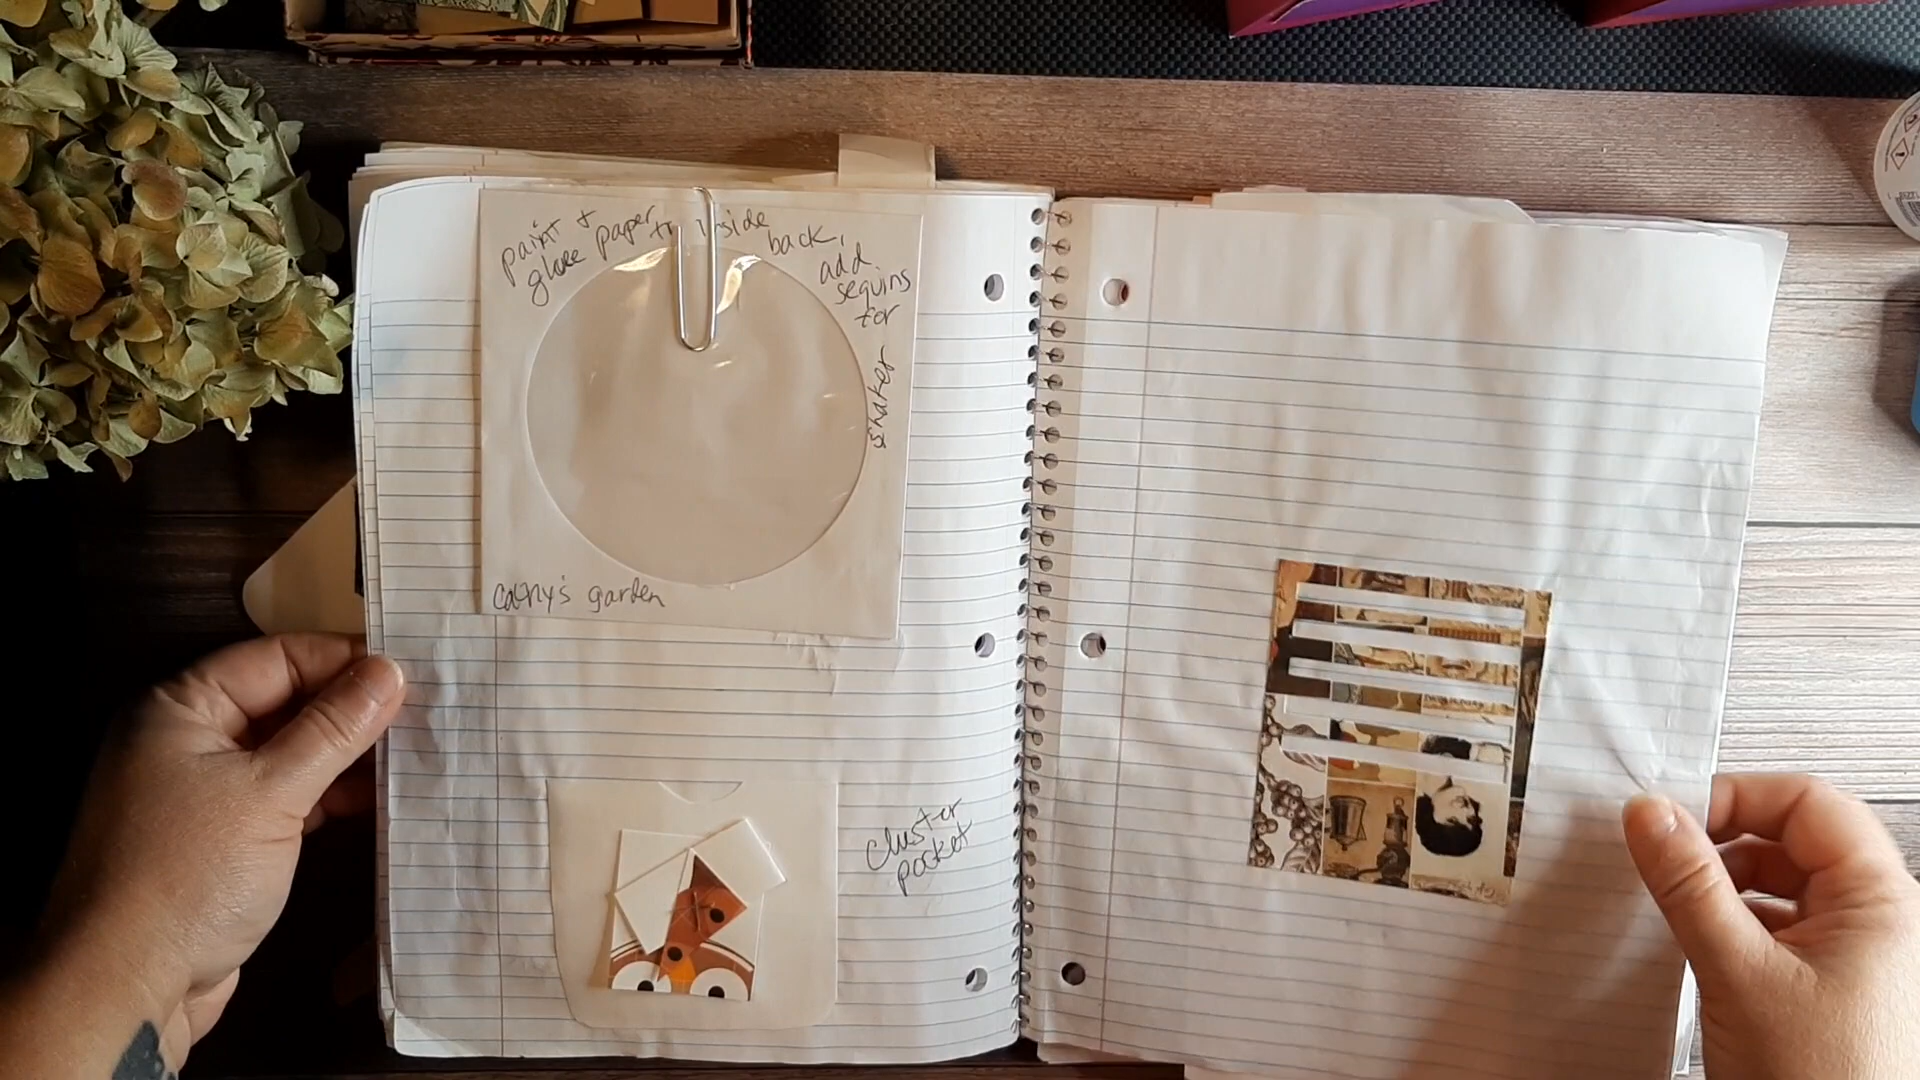 paint + 
glue paper to inside
back,
add
sequins
for
shaker
cathy's garden
cluster
pocket